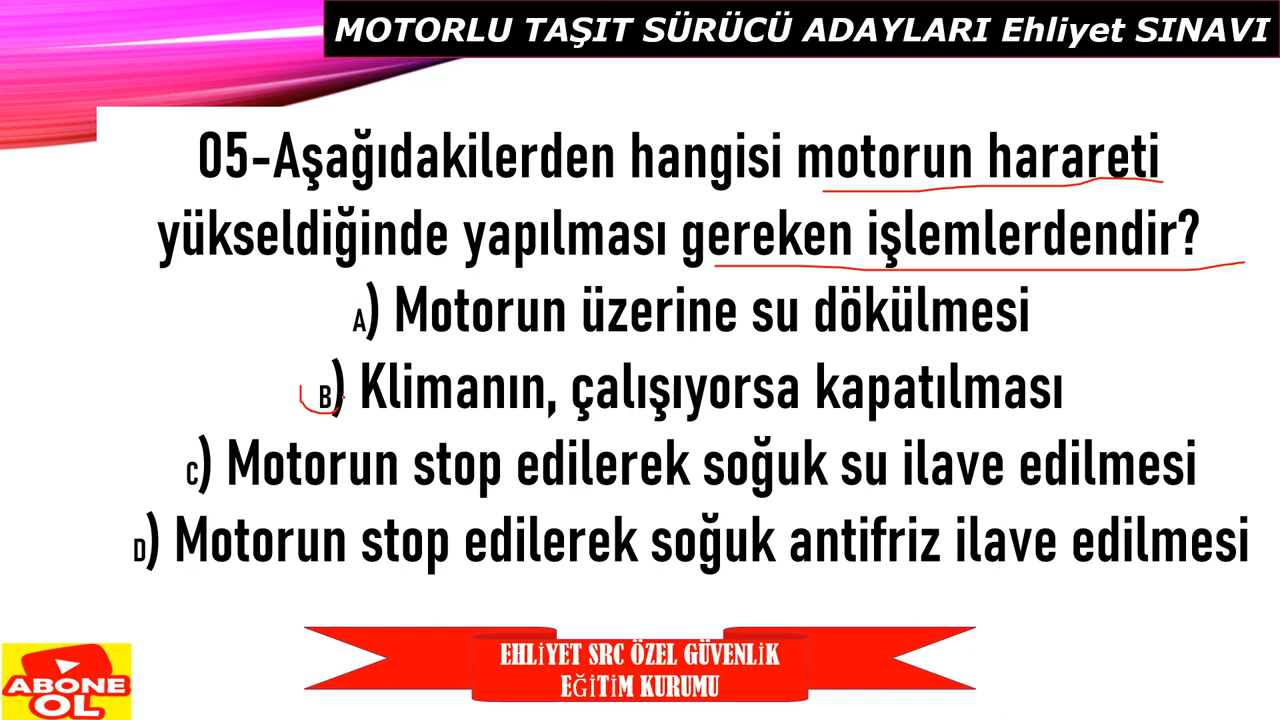 MOTORLU TAŞIT SÜRÜCÜ ADAYLARI Ehliyet SINAVI
05-Aşağıdakilerden hangisi motorun harareti
yükseldiğinde yapılması gereken işlemlerdendir?
A) Motorun üzerine su dökülmesi
B) Klimanın, çalışıyorsa kapatılması
C) Motorun stop edilerek soğuk su ilave edilmesi
D) Motorun stop edilerek soğuk antifriz ilave edilmesi
EHLİYET SRC ÖZEL GÜVENLİK
EĞİTİM KURUMU
ABONE
OL